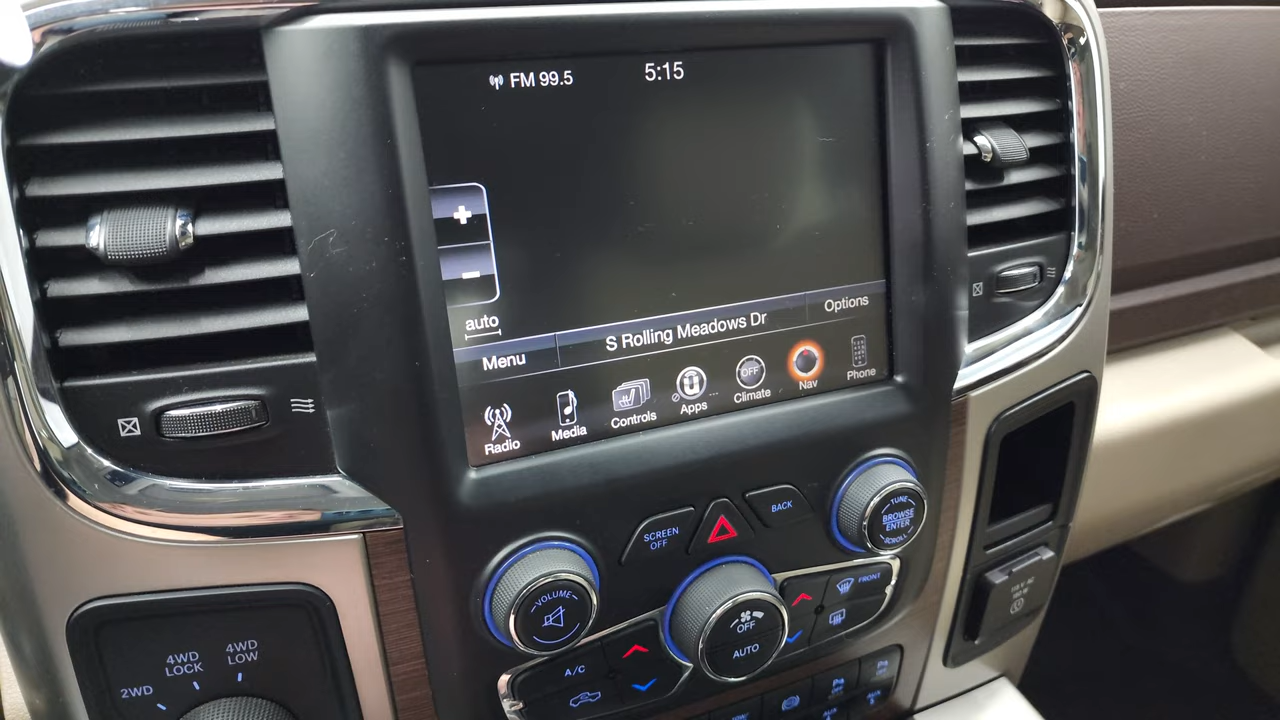 FM 99.5
5:15
+
-
auto
Menu
S Rolling Meadows Dr
Options
Radio
Media
Controls
Apps
OFF
Climate
Nav
Phone
SCREEN
OFF
BACK
TUNE
BROWSE
ENTER
SCROLL
VOLUME
FRONT
OFF
AUTO
A/C
2WD
4WD
LOCK
4WD
LOW